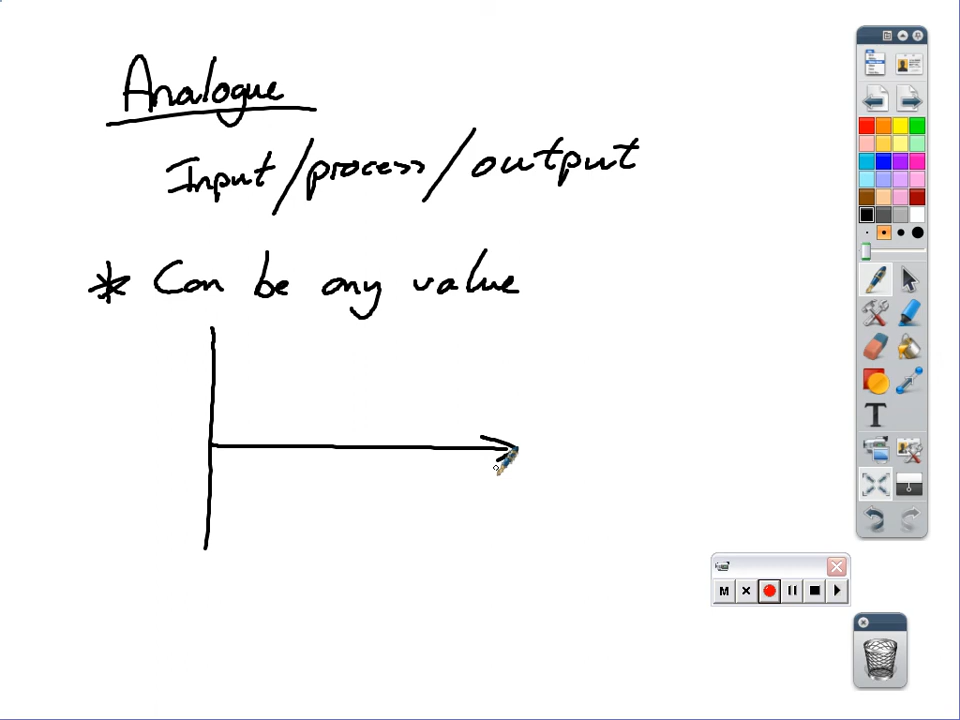 Analogue
Input/process/output
* Can be any value
T
M